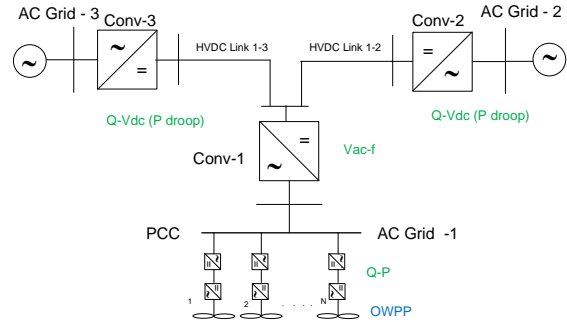 AC Grid - 3
Conv-3
Conv-2
AC Grid - 2
HVDC Link 1-3
HVDC Link 1-2
~
=
=
~
~
~
Q-Vdc (P droop)
Q-Vdc (P droop)
=
~
Vac-f
Conv-1
PCC
AC Grid -1
Q-P
1
2
. . . .
N
OWPP